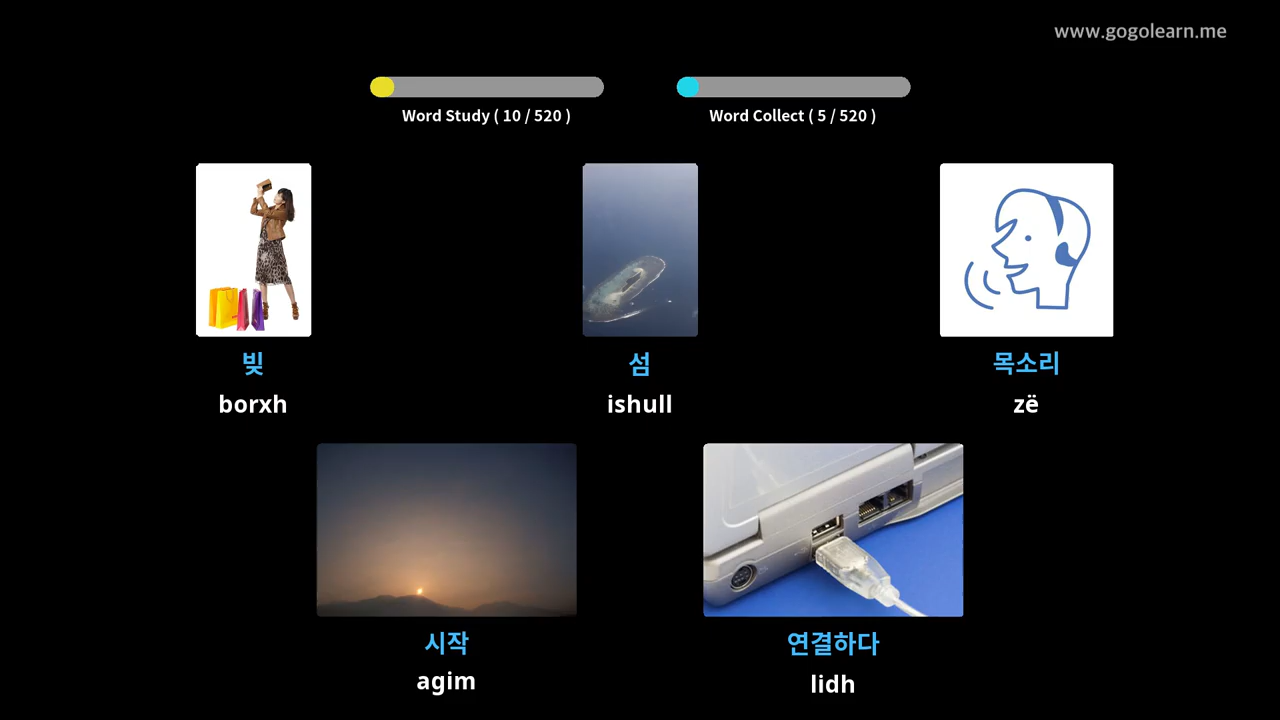 www.gogolearn.me
Word Study ( 10 / 520 )
Word Collect ( 5 / 520 )
빚
섬
목소리
borxh
ishull
zë
시작
연결하다
agim
lidh